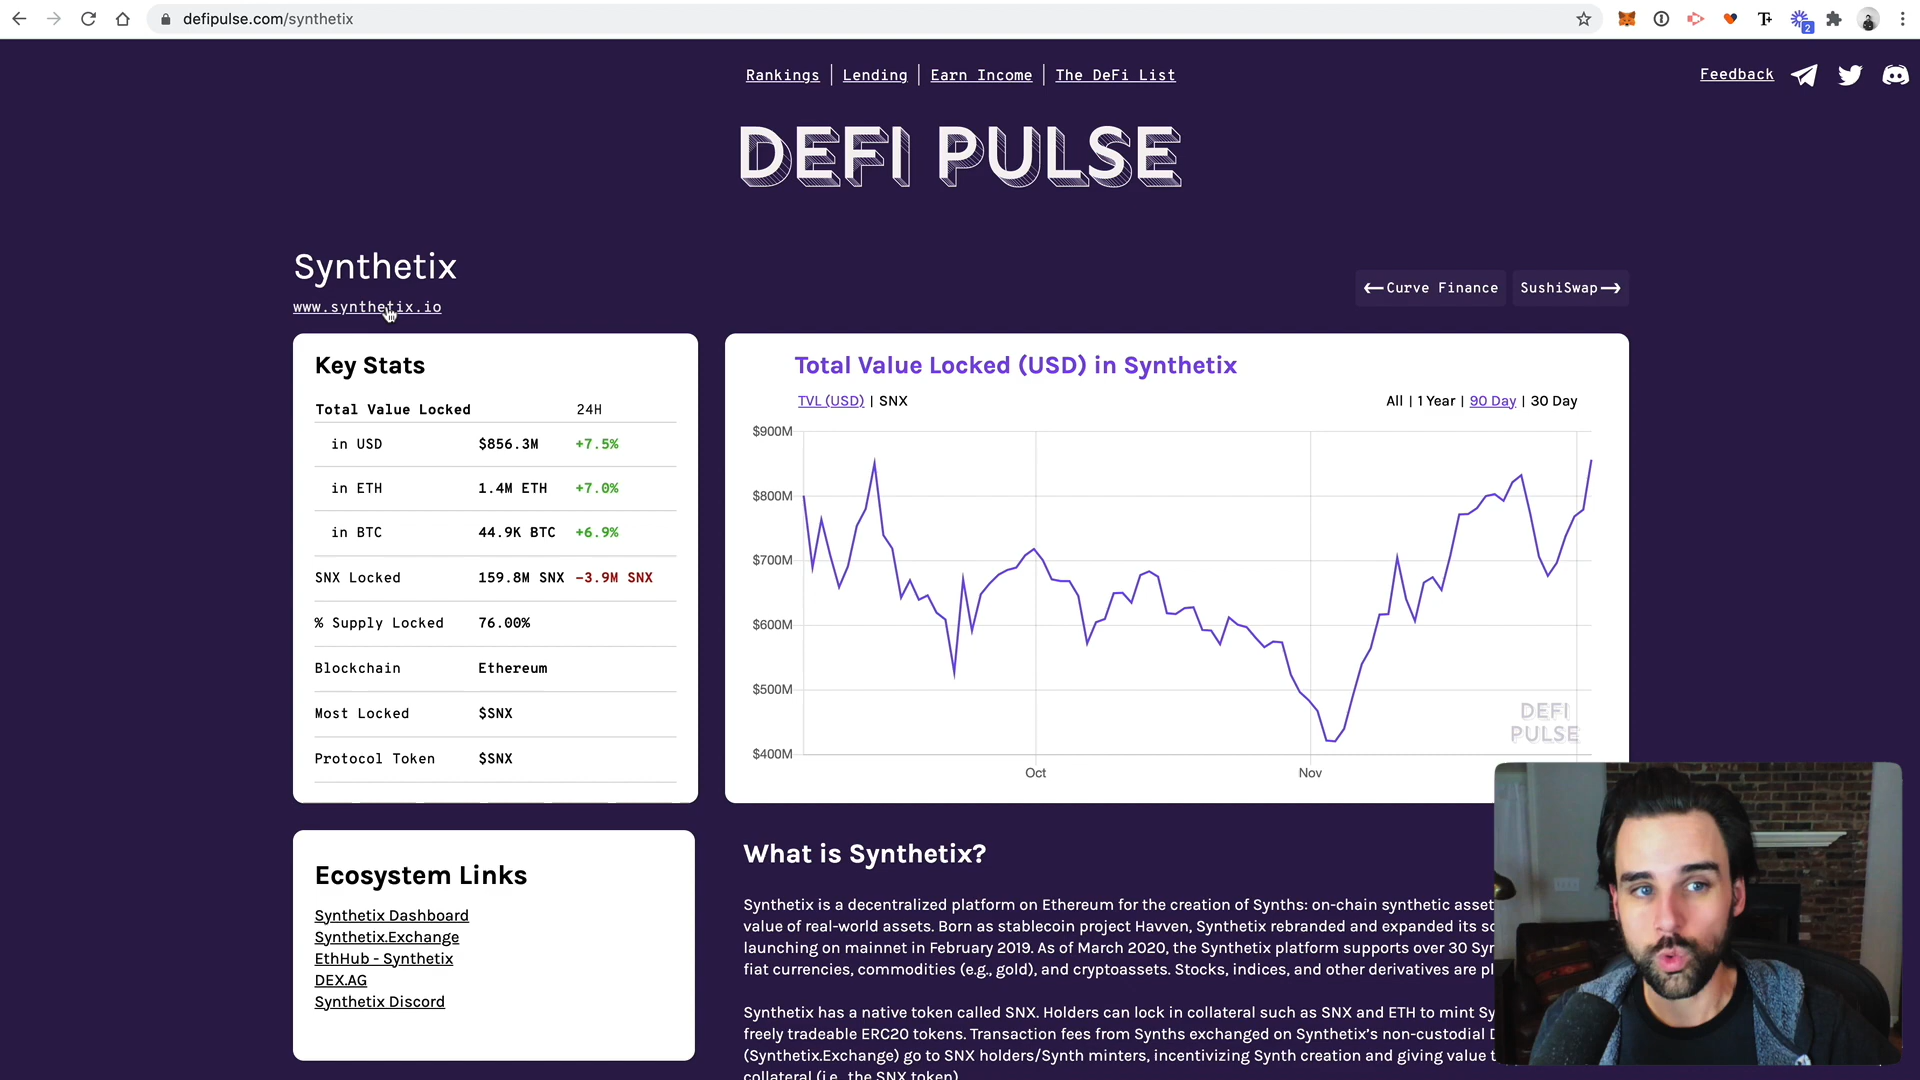 defipulse.com/synthetix
2
Rankings | Lending | Earn Income | The DeFi List
Feedback
DEFI PULSE
Synthetix
www.synthetix.io
←Curve Finance
SushiSwap→
Key Stats
Total Value Locked 24H
in USD $856.3M +7.5%
in ETH 1.4M ETH +7.0%
in BTC 44.9K BTC +6.9%
SNX Locked 159.8M SNX −3.9M SNX
% Supply Locked 76.00%
Blockchain Ethereum
Most Locked $SNX
Protocol Token $SNX
Total Value Locked (USD) in Synthetix
TVL (USD) | SNX
All | 1 Year | 90 Day | 30 Day
$900M
$800M
$700M
$600M
$500M
$400M
Oct
Nov
DEFI
PULSE
Ecosystem Links
Synthetix Dashboard
Synthetix.Exchange
EthHub - Synthetix
DEX.AG
Synthetix Discord
What is Synthetix?
Synthetix is a decentralized platform on Ethereum for the creation of Synths: on-chain synthetic asset
value of real-world assets. Born as stablecoin project Havven, Synthetix rebranded and expanded its sc
launching on mainnet in February 2019. As of March 2020, the Synthetix platform supports over 30 Syn
fiat currencies, commodities (e.g., gold), and cryptoassets. Stocks, indices, and other derivatives are pl
Synthetix has a native token called SNX. Holders can lock in collateral such as SNX and ETH to mint Sy
freely tradeable ERC20 tokens. Transaction fees from Synths exchanged on Synthetix's non-custodial D
(Synthetix.Exchange) go to SNX holders/Synth minters, incentivizing Synth creation and giving value t
collateral (i.e., the SNX token).